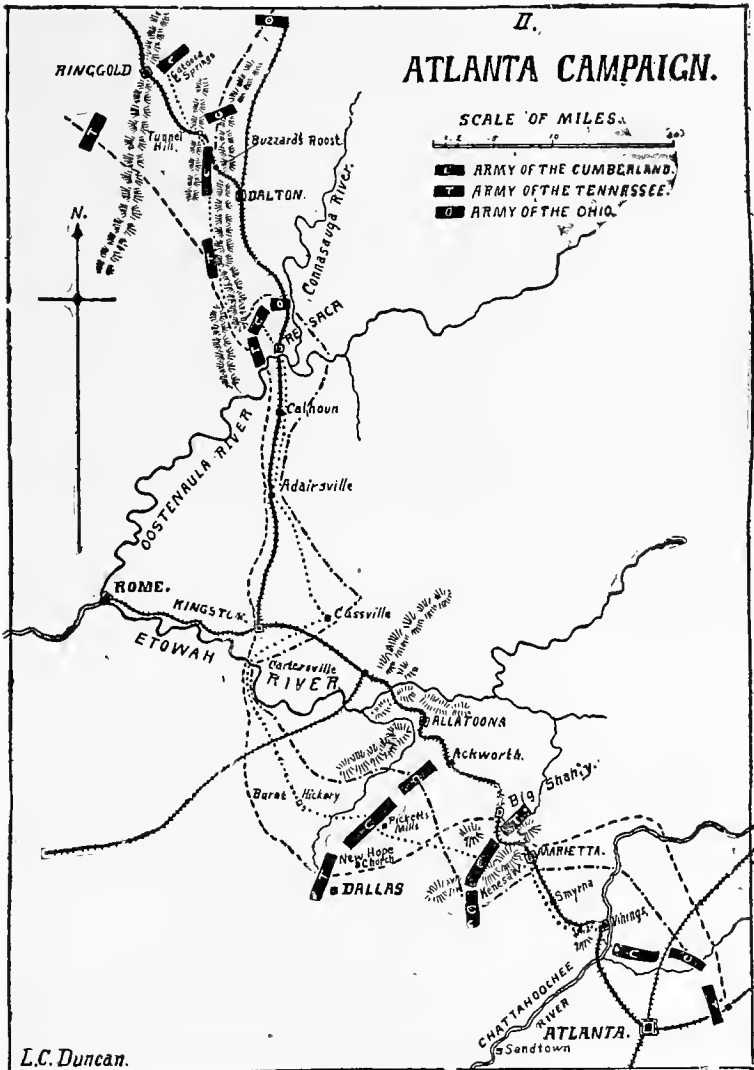 II.
ATLANTA CAMPAIGN.
SCALE OF MILES.
10
C ARMY OF THE CUMBERLAND.
T ARMY OF THE TENNESSEE.
O ARMY OF THE OHIO.
O
RINGGOLD
C
Catoosa Springs
T
Tunnel Hill.
O
Buzzard's Roost
C
N.
DALTON.
T
Connasauga River.
O
C
T
RESACA
Calhoun
OOSTENAULA RIVER
Adairsville
ROME.
KINGSTON.
Cassville
ETOWAH
RIVER
Cartersville
ALLATOONA
Ackworth.
Burnt Hickory
O
Big Shanty.
C
Picketts Mills
T
New Hope Church
T
DALLAS
C
Kenesaw
O
MARIETTA.
Smyrna
Vinings
C
O
T
CHATTAHOOCHEE
RIVER
ATLANTA.
Sandtown
L.C. Duncan.